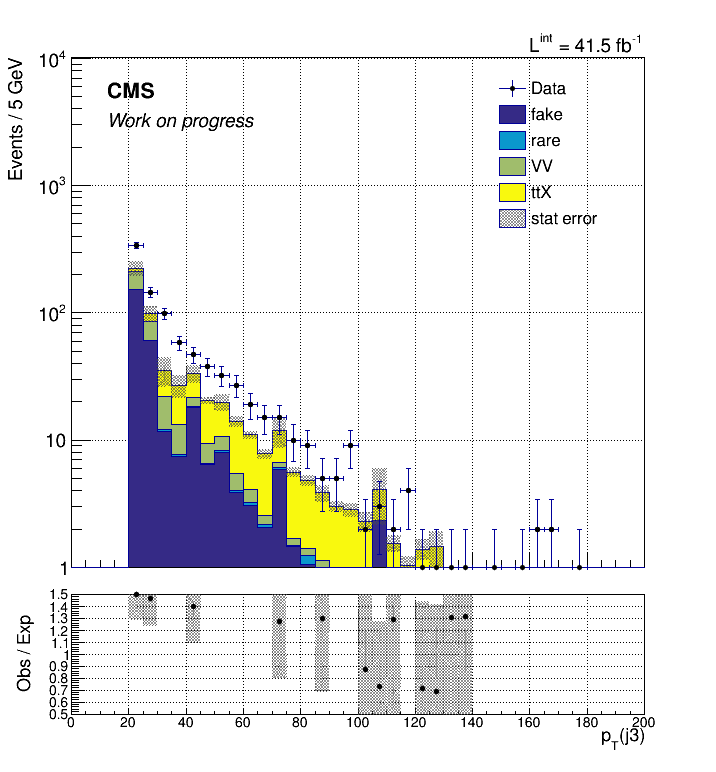 L^int = 41.5 fb^-1
Events / 5 GeV
10^4
10^3
10^2
10
1
CMS
Work on progress
Data
fake
rare
VV
ttX
stat error
Obs / Exp
1.5
1.4
1.3
1.2
1.1
1
0.9
0.8
0.7
0.6
0.5
0 20 40 60 80 100 120 140 160 180 200
p_T(j3)